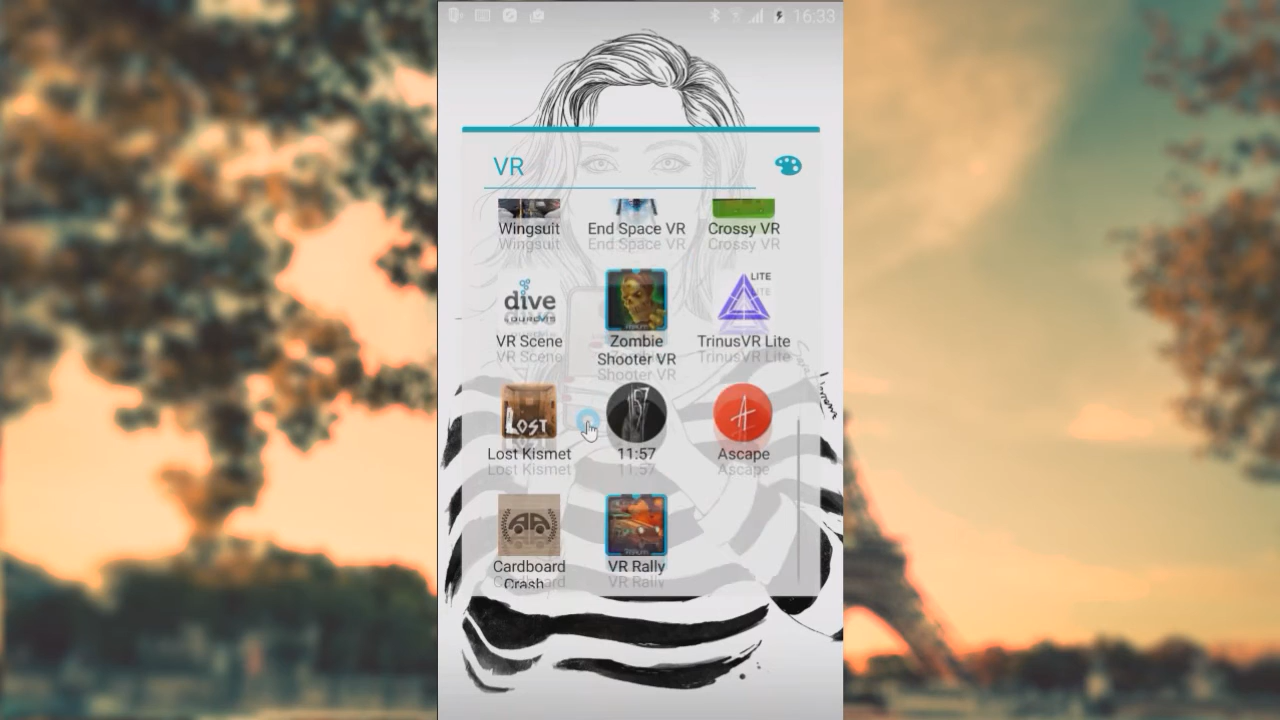 16:33
VR
Wingsuit
End Space VR
Crossy VR
dive
LITE
VR Scene
Zombie
Shooter VR
TrinusVR Lite
LOST
Lost Kismet
11:57
Ascape
Cardboard
Crash
VR Rally